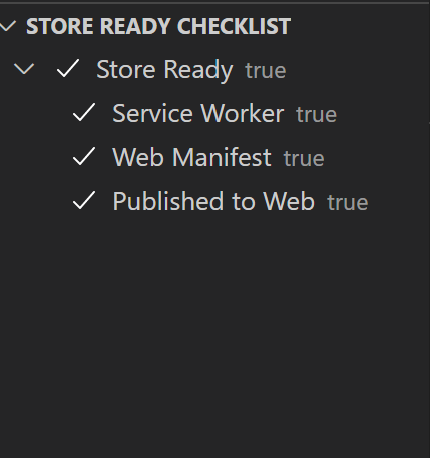 STORE READY CHECKLIST
Store Ready true
Service Worker true
Web Manifest true
Published to Web true